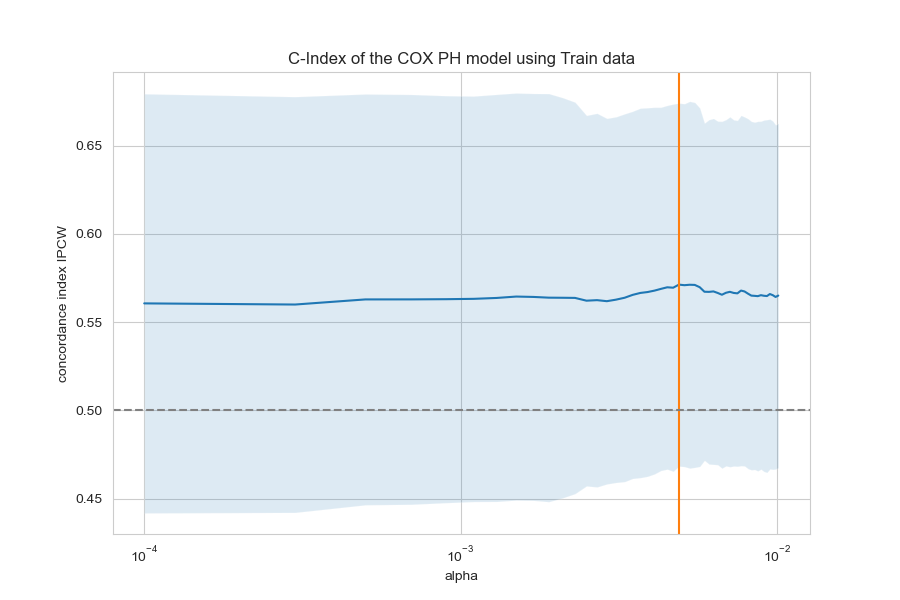 C-Index of the COX PH model using Train data
concordance index IPCW
0.65
0.60
0.55
0.50
0.45
10⁻⁴
10⁻³
10⁻²
alpha